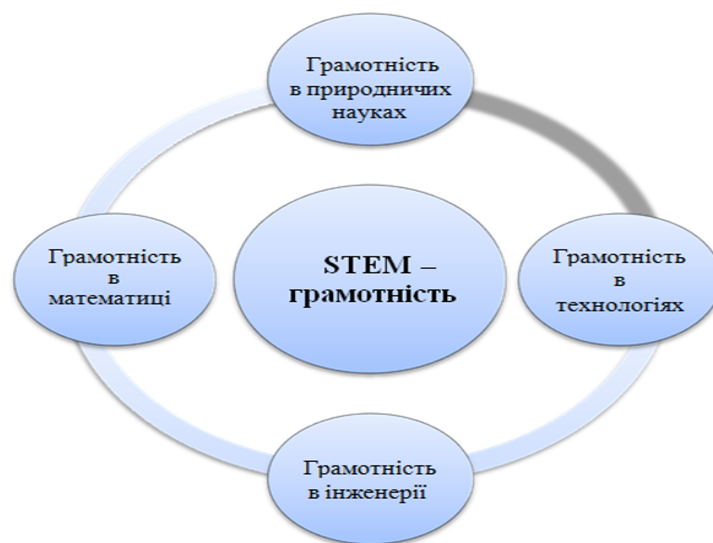 Грамотність
в природничих
науках
Грамотність
в
математиці
STEM –
грамотність
Грамотність
в
технологіях
Грамотність
в інженерії